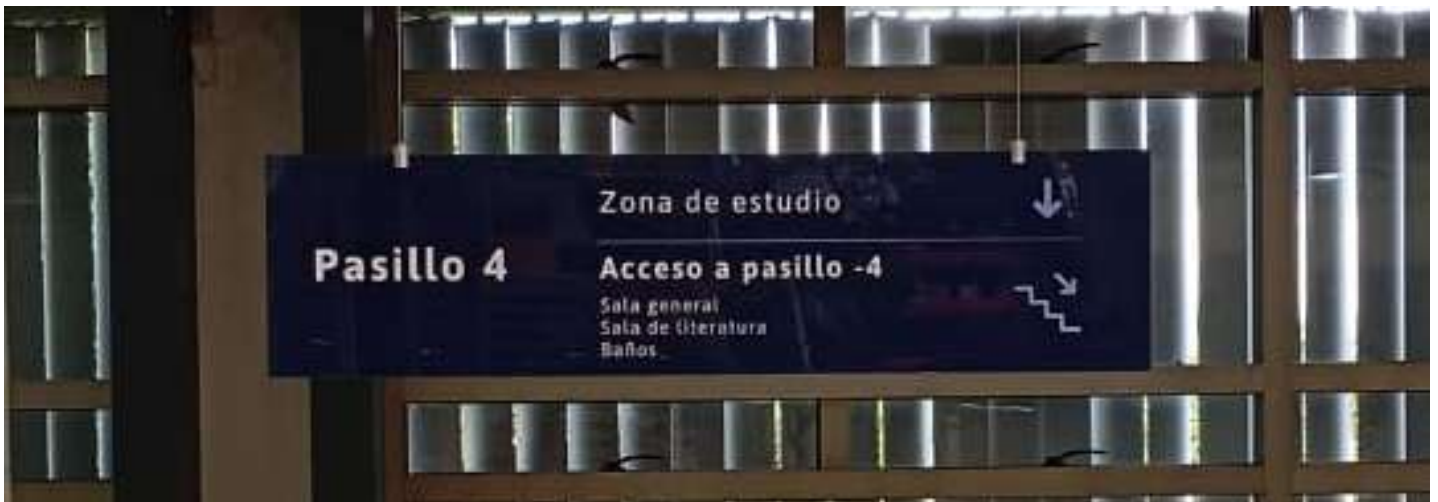 Pasillo 4
Zona de estudio
Acceso a pasillo -4
Sala general
Sala de literatura
Baños